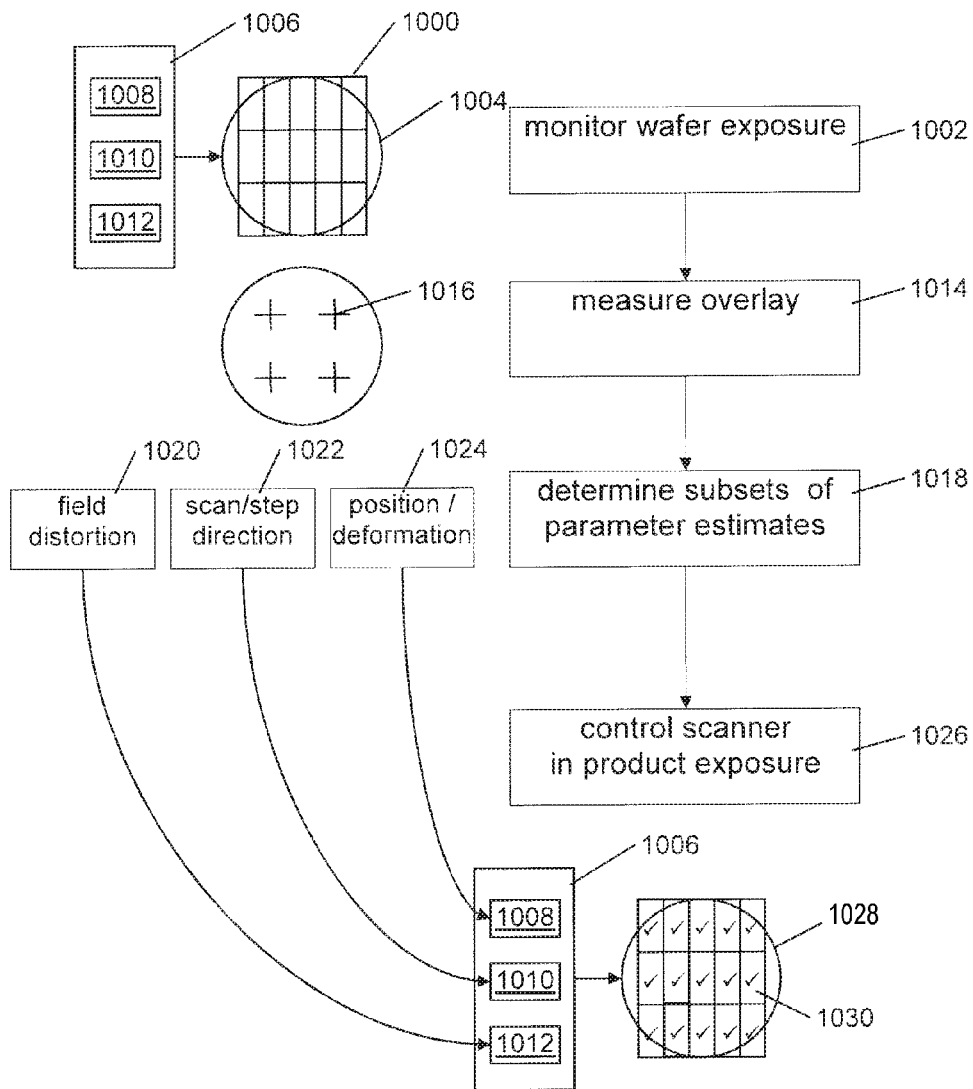 1006
1000
1008
1004
monitor wafer exposure
1002
1010
1012
1016
measure overlay
1014
1020
1022
1024
field
distortion
scan/step
direction
position /
deformation
determine subsets of
parameter estimates
1018
control scanner
in product exposure
1026
1006
1008
1028
1010
1030
1012